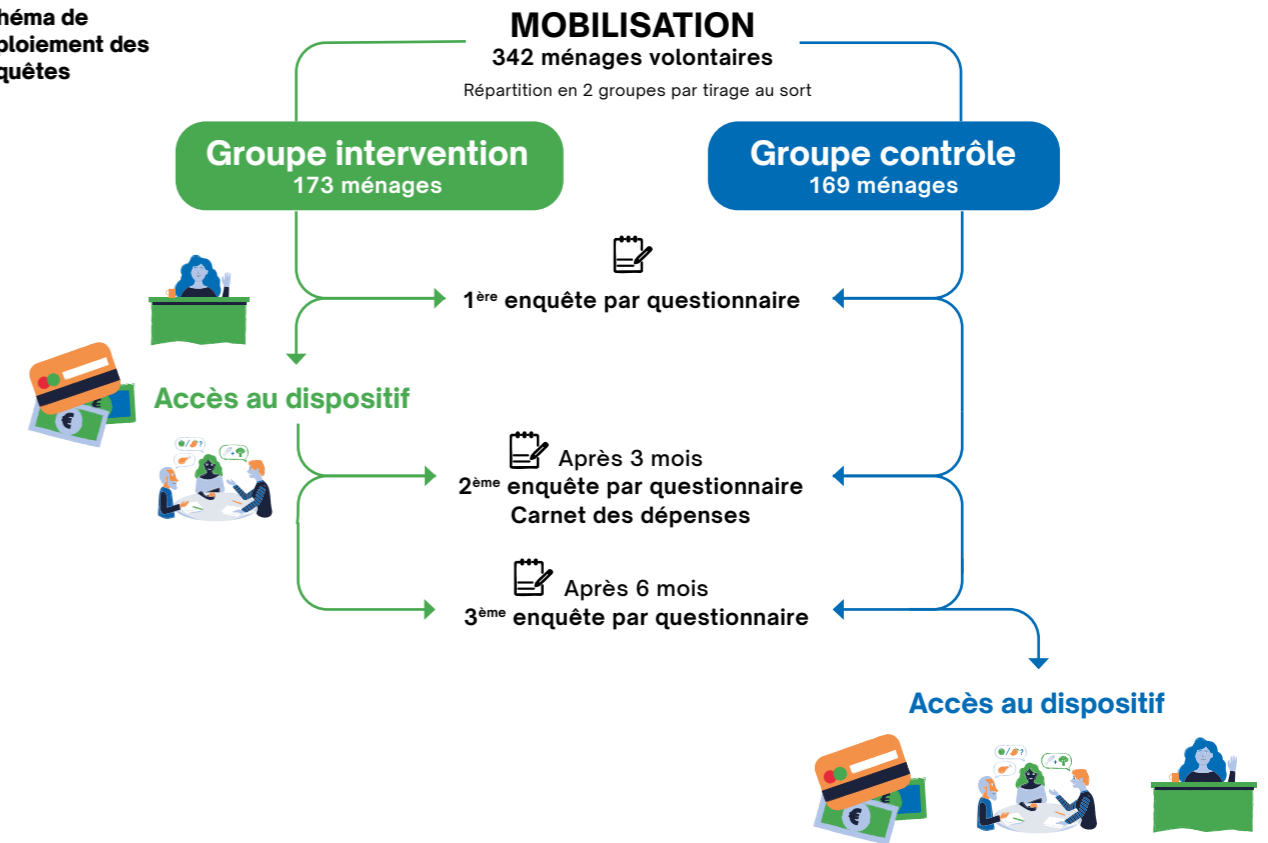 héma de
ploiement des
quêtes
MOBILISATION
342 ménages volontaires
Répartition en 2 groupes par tirage au sort
Groupe intervention
173 ménages
Groupe contrôle
169 ménages
1ère enquête par questionnaire
Accès au dispositif
Après 3 mois
2ème enquête par questionnaire
Carnet des dépenses
Après 6 mois
3ème enquête par questionnaire
Accès au dispositif